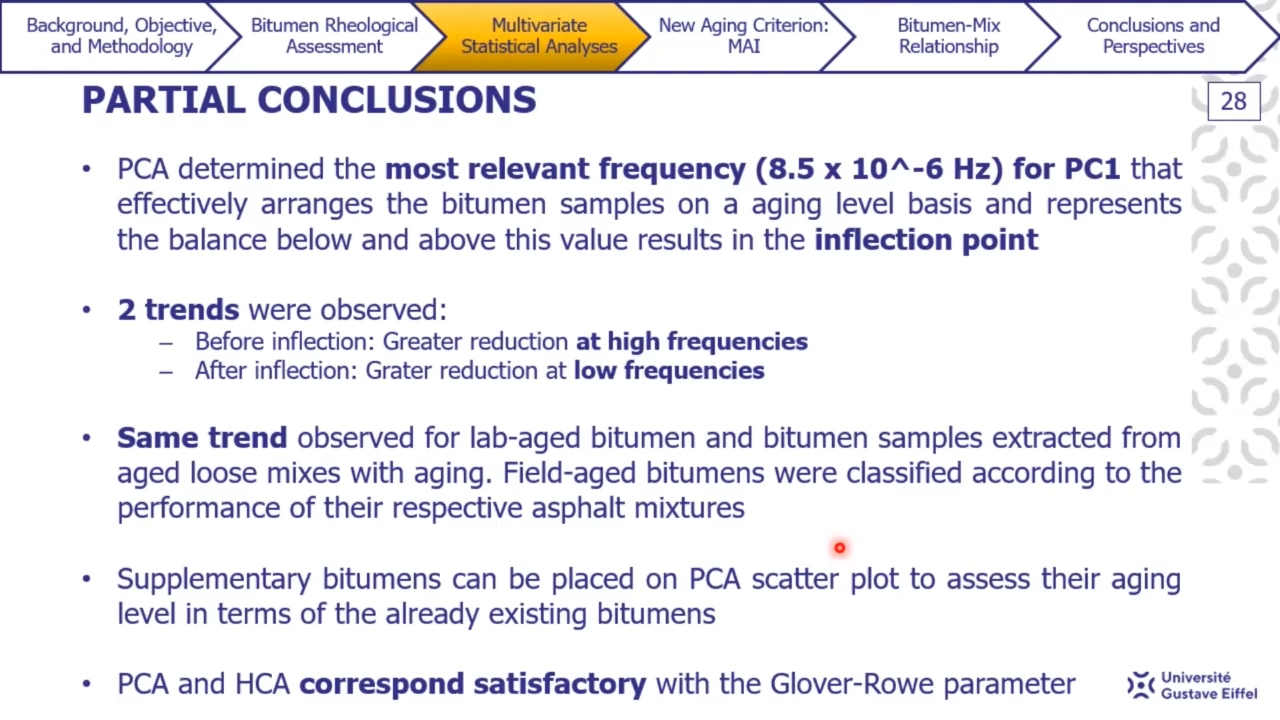 Background, Objective,
and Methodology
Bitumen Rheological
Assessment
Multivariate
Statistical Analyses
New Aging Criterion:
MAI
Bitumen-Mix
Relationship
Conclusions and
Perspectives
PARTIAL CONCLUSIONS
28
• PCA determined the most relevant frequency (8.5 x 10^-6 Hz) for PC1 that
effectively arranges the bitumen samples on a aging level basis and represents
the balance below and above this value results in the inflection point
• 2 trends were observed:
– Before inflection: Greater reduction at high frequencies
– After inflection: Grater reduction at low frequencies
• Same trend observed for lab-aged bitumen and bitumen samples extracted from
aged loose mixes with aging. Field-aged bitumens were classified according to the
performance of their respective asphalt mixtures
• Supplementary bitumens can be placed on PCA scatter plot to assess their aging
level in terms of the already existing bitumens
• PCA and HCA correspond satisfactory with the Glover-Rowe parameter
Université
Gustave Eiffel